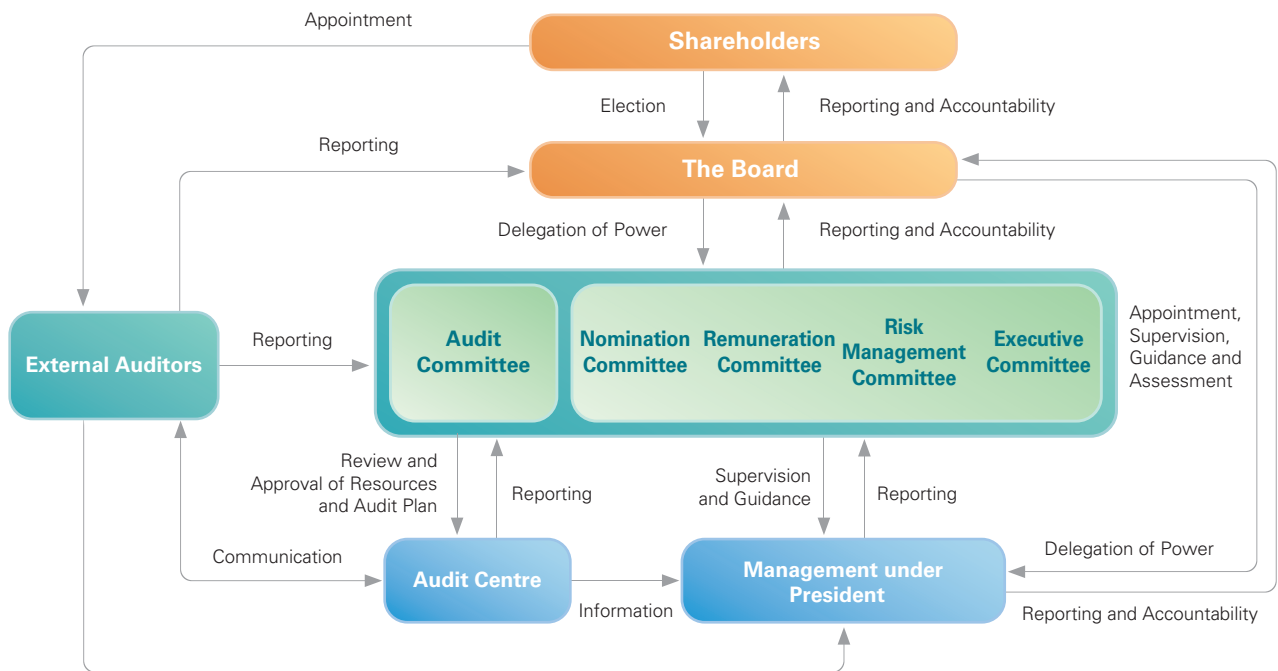 Appointment
Shareholders
Election
Reporting and Accountability
Reporting
The Board
Delegation of Power
Reporting and Accountability
External Auditors
Reporting
Audit
Committee
Nomination
Committee
Remuneration
Committee
Risk
Management
Committee
Executive
Committee
Appointment,
Supervision,
Guidance and
Assessment
Review and
Approval of Resources
and Audit Plan
Reporting
Supervision
and Guidance
Reporting
Communication
Audit Centre
Information
Management under
President
Delegation of Power
Reporting and Accountability